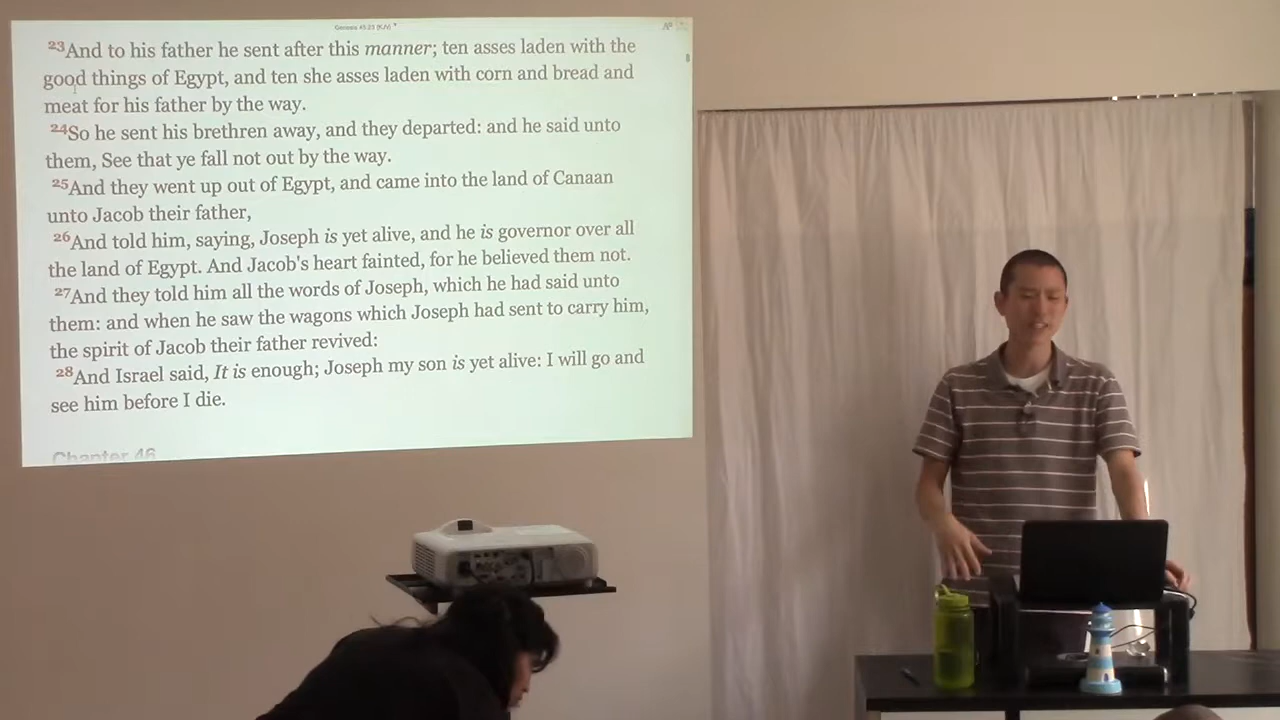 Genesis 45:23 (KJV)
23And to his father he sent after this manner; ten asses laden with the
good things of Egypt, and ten she asses laden with corn and bread and
meat for his father by the way.
24So he sent his brethren away, and they departed: and he said unto
them, See that ye fall not out by the way.
25And they went up out of Egypt, and came into the land of Canaan
unto Jacob their father,
26And told him, saying, Joseph is yet alive, and he is governor over all
the land of Egypt. And Jacob's heart fainted, for he believed them not.
27And they told him all the words of Joseph, which he had said unto
them: and when he saw the wagons which Joseph had sent to carry him,
the spirit of Jacob their father revived:
28And Israel said, It is enough; Joseph my son is yet alive: I will go and
see him before I die.
Chapter 46